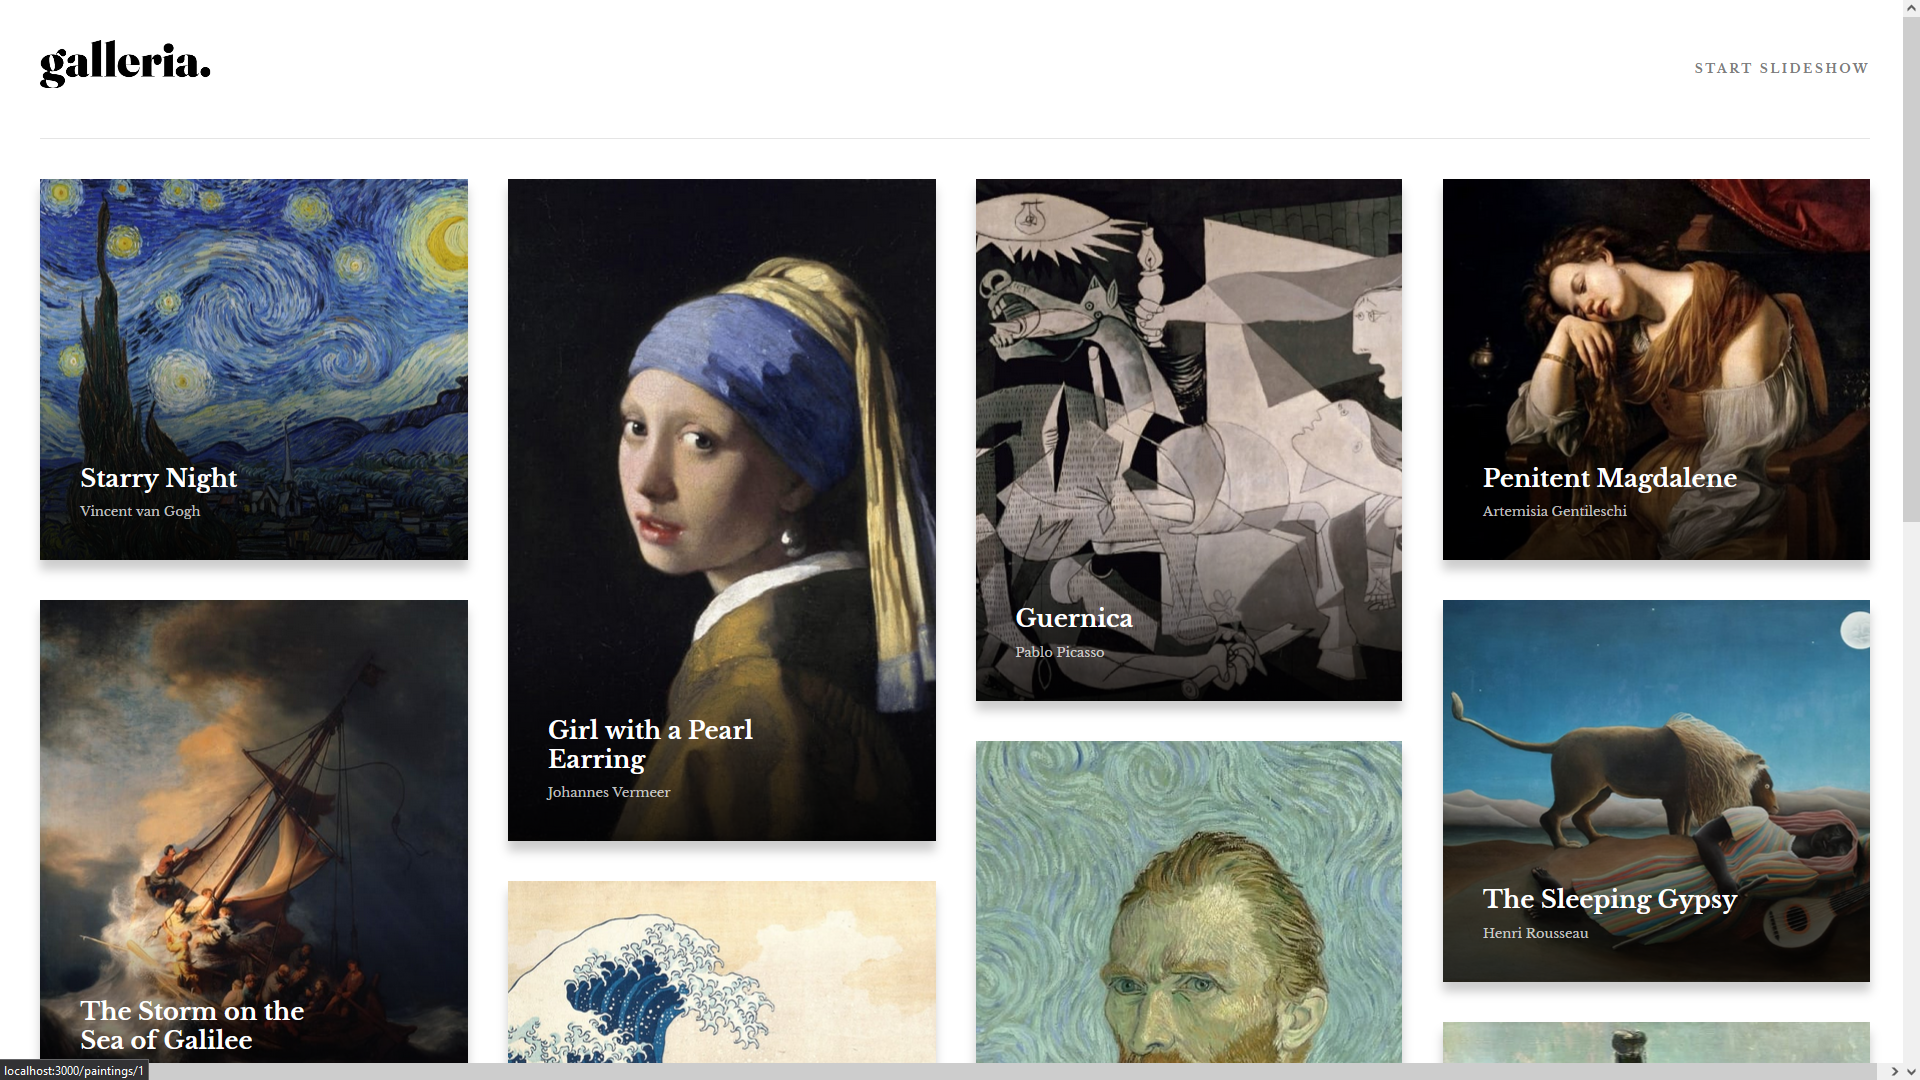 galleria.
START SLIDESHOW
Starry Night
Vincent van Gogh
Girl with a Pearl
Earring
Johannes Vermeer
Guernica
Pablo Picasso
Penitent Magdalene
Artemisia Gentileschi
The Storm on the
Sea of Galilee
The Sleeping Gypsy
Henri Rousseau
localhost:3000/paintings/1